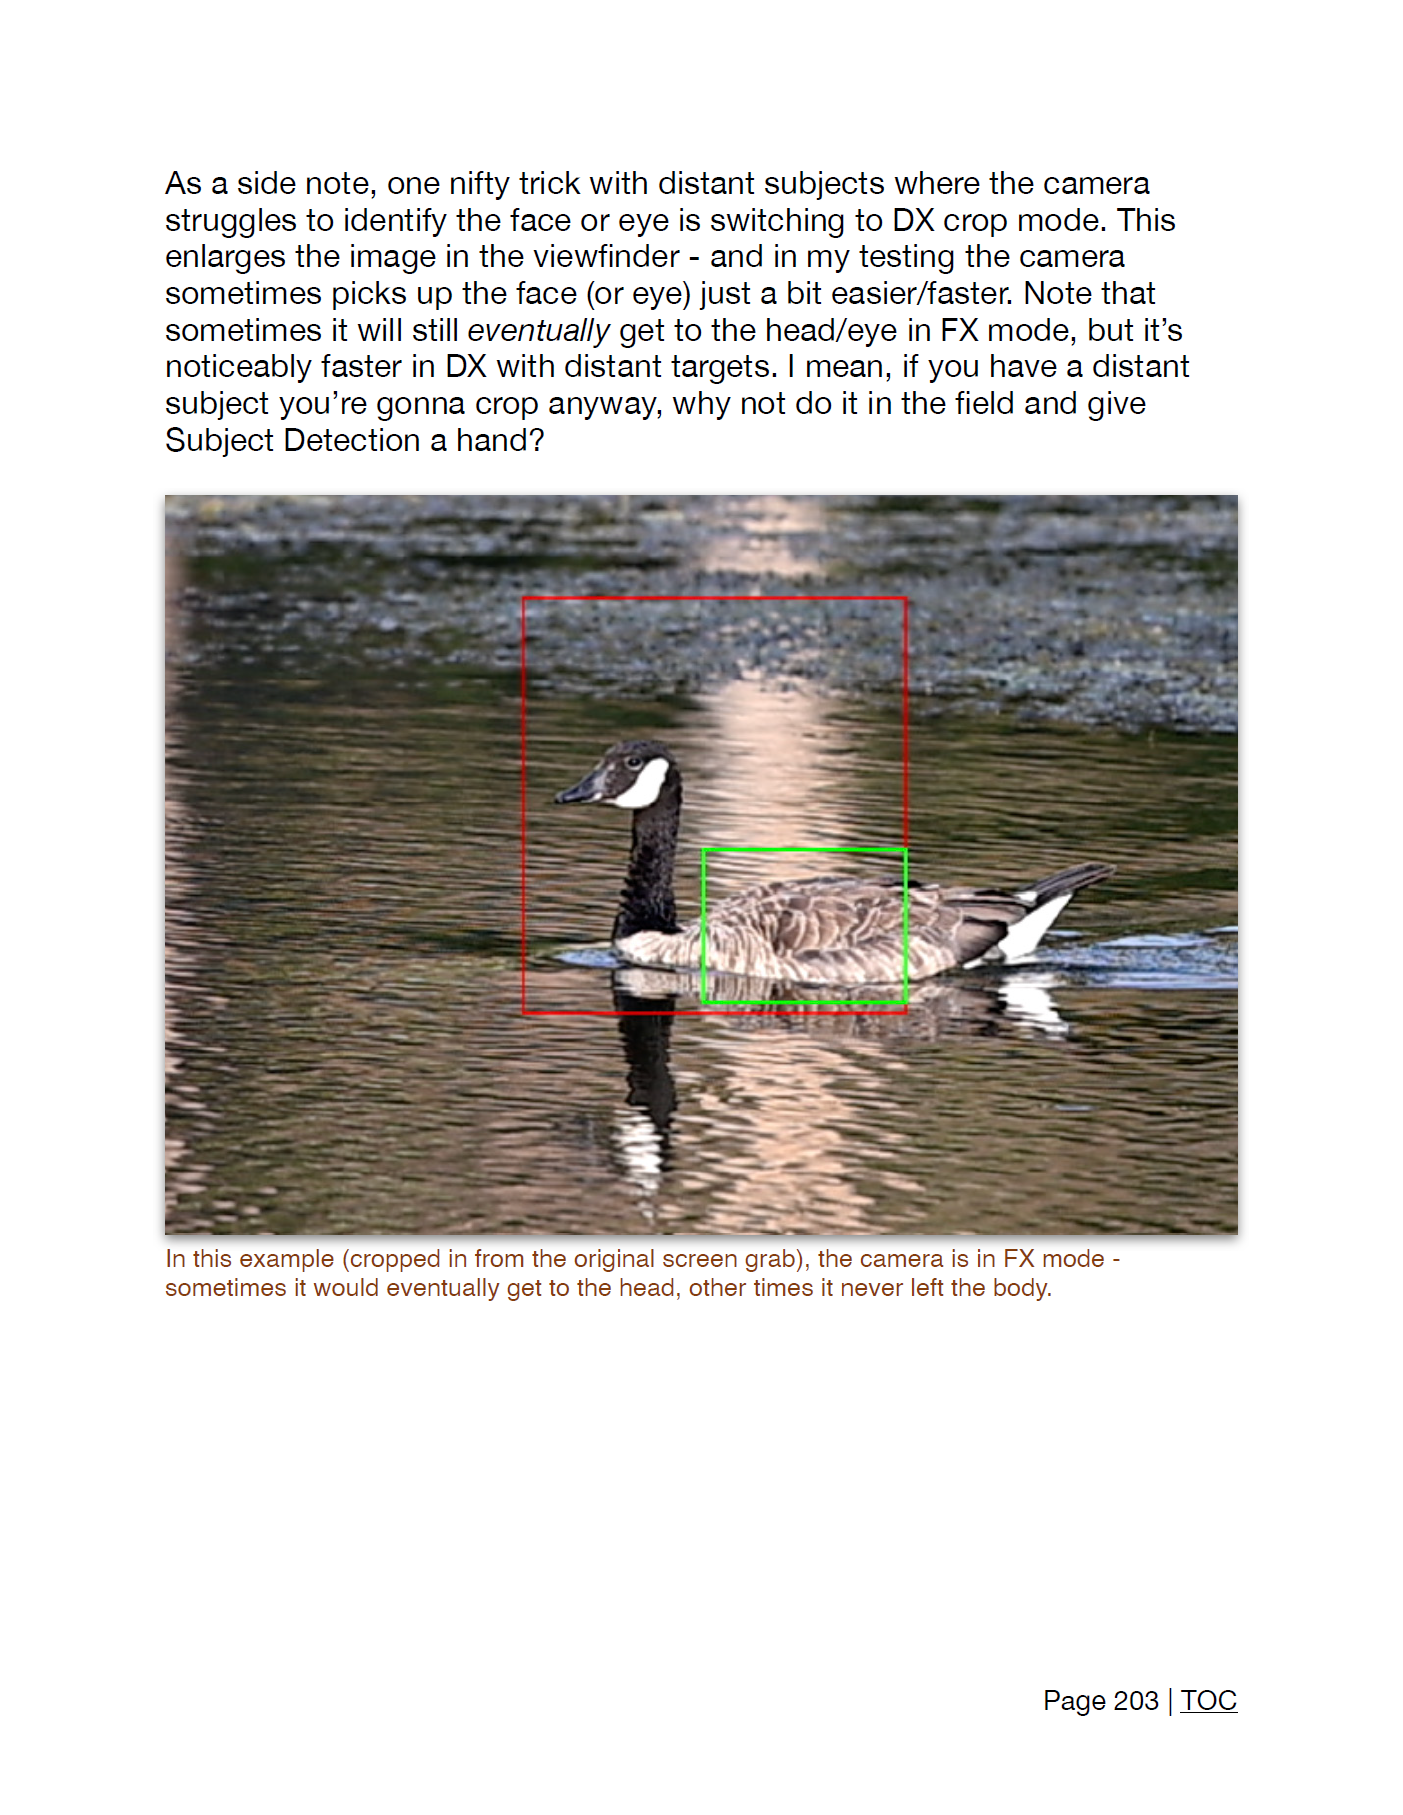 As a side note, one nifty trick with distant subjects where the camera
struggles to identify the face or eye is switching to DX crop mode. This
enlarges the image in the viewfinder - and in my testing the camera
sometimes picks up the face (or eye) just a bit easier/faster. Note that
sometimes it will still eventually get to the head/eye in FX mode, but it’s
noticeably faster in DX with distant targets. I mean, if you have a distant
subject you’re gonna crop anyway, why not do it in the field and give
Subject Detection a hand?
In this example (cropped in from the original screen grab), the camera is in FX mode -
sometimes it would eventually get to the head, other times it never left the body.
Page 203 | TOC